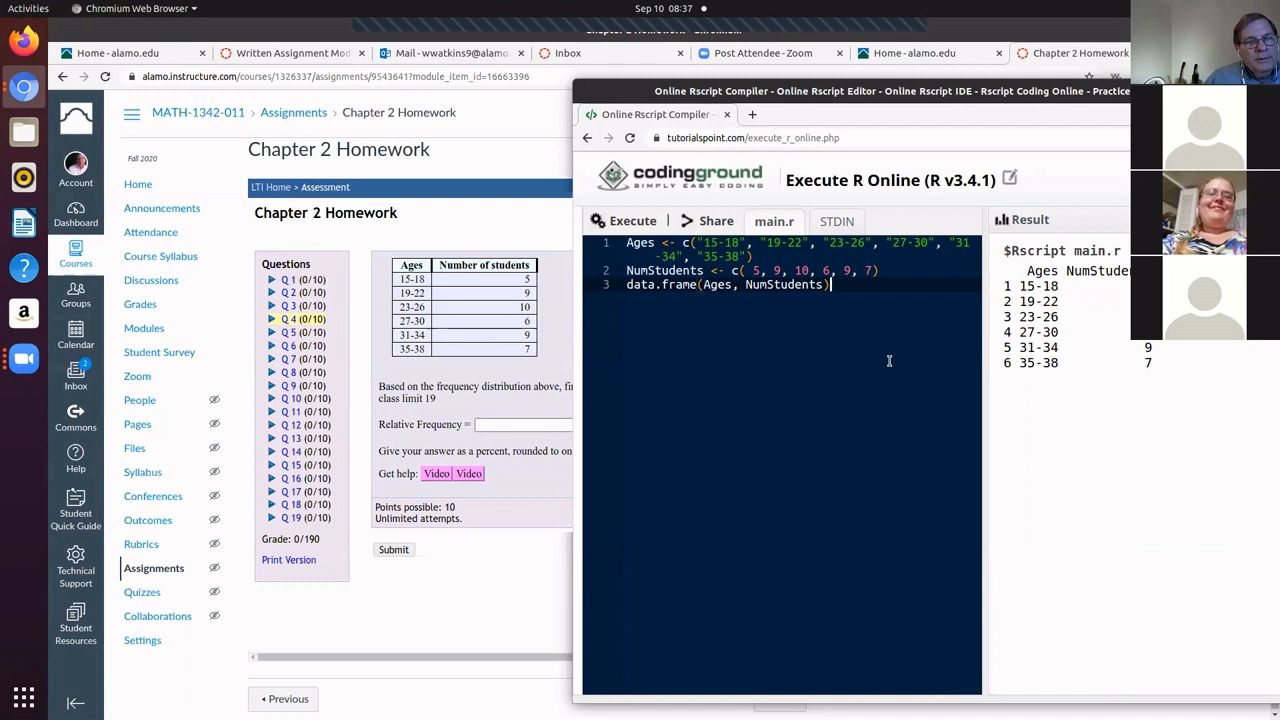 Activities
Chromium Web Browser
Sep 10 08:37
Home - alamo.edu
Written Assignment Mod
Mail - wwatkins9@alamo.
Inbox
Post Attendee - Zoom
Home - alamo.edu
Chapter 2 Homework
alamo.instructure.com/courses/1326337/assignments/9543641?module_item_id=16663396
Account
Dashboard
Courses
Groups
Calendar
2
Inbox
Commons
Help
Student
Quick Guide
Technical
Support
Student
Resources
MATH-1342-011 > Assignments > Chapter 2 Homework
Fall 2020
Home
Announcements
Attendance
Course Syllabus
Discussions
Grades
Modules
Student Survey
Zoom
People
Pages
Files
Syllabus
Conferences
Outcomes
Rubrics
Assignments
Quizzes
Collaborations
Settings
Chapter 2 Homework
LTI Home > Assessment
Chapter 2 Homework
Questions
Q 1 (0/10)
Q 2 (0/10)
Q 3 (0/10)
Q 4 (0/10)
Q 5 (0/10)
Q 6 (0/10)
Q 7 (0/10)
Q 8 (0/10)
Q 9 (0/10)
Q 10 (0/10)
Q 11 (0/10)
Q 12 (0/10)
Q 13 (0/10)
Q 14 (0/10)
Q 15 (0/10)
Q 16 (0/10)
Q 17 (0/10)
Q 18 (0/10)
Q 19 (0/10)
Grade: 0/190
Print Version
Ages Number of students
15-18 5
19-22 9
23-26 10
27-30 6
31-34 9
35-38 7
Based on the frequency distribution above, fi
class limit 19
Relative Frequency =
Give your answer as a percent, rounded to on
Get help: Video Video
Points possible: 10
Unlimited attempts.
Submit
Previous
Online Rscript Compiler - Online Rscript Editor - Online Rscript IDE - Rscript Coding Online - Practice
Online Rscript Compiler -
tutorialspoint.com/execute_r_online.php
codingground
SIMPLY EASY CODING
Execute R Online (R v3.4.1)
Execute | Share main.r STDIN
1 Ages <- c("15-18", "19-22", "23-26", "27-30", "31
-34", "35-38")
2 NumStudents <- c( 5, 9, 10, 6, 9, 7)
3 data.frame(Ages, NumStudents)
Result
$Rscript main.r
Ages NumStuden
1 15-18
2 19-22
3 23-26
4 27-30
5 31-34 9
6 35-38 7